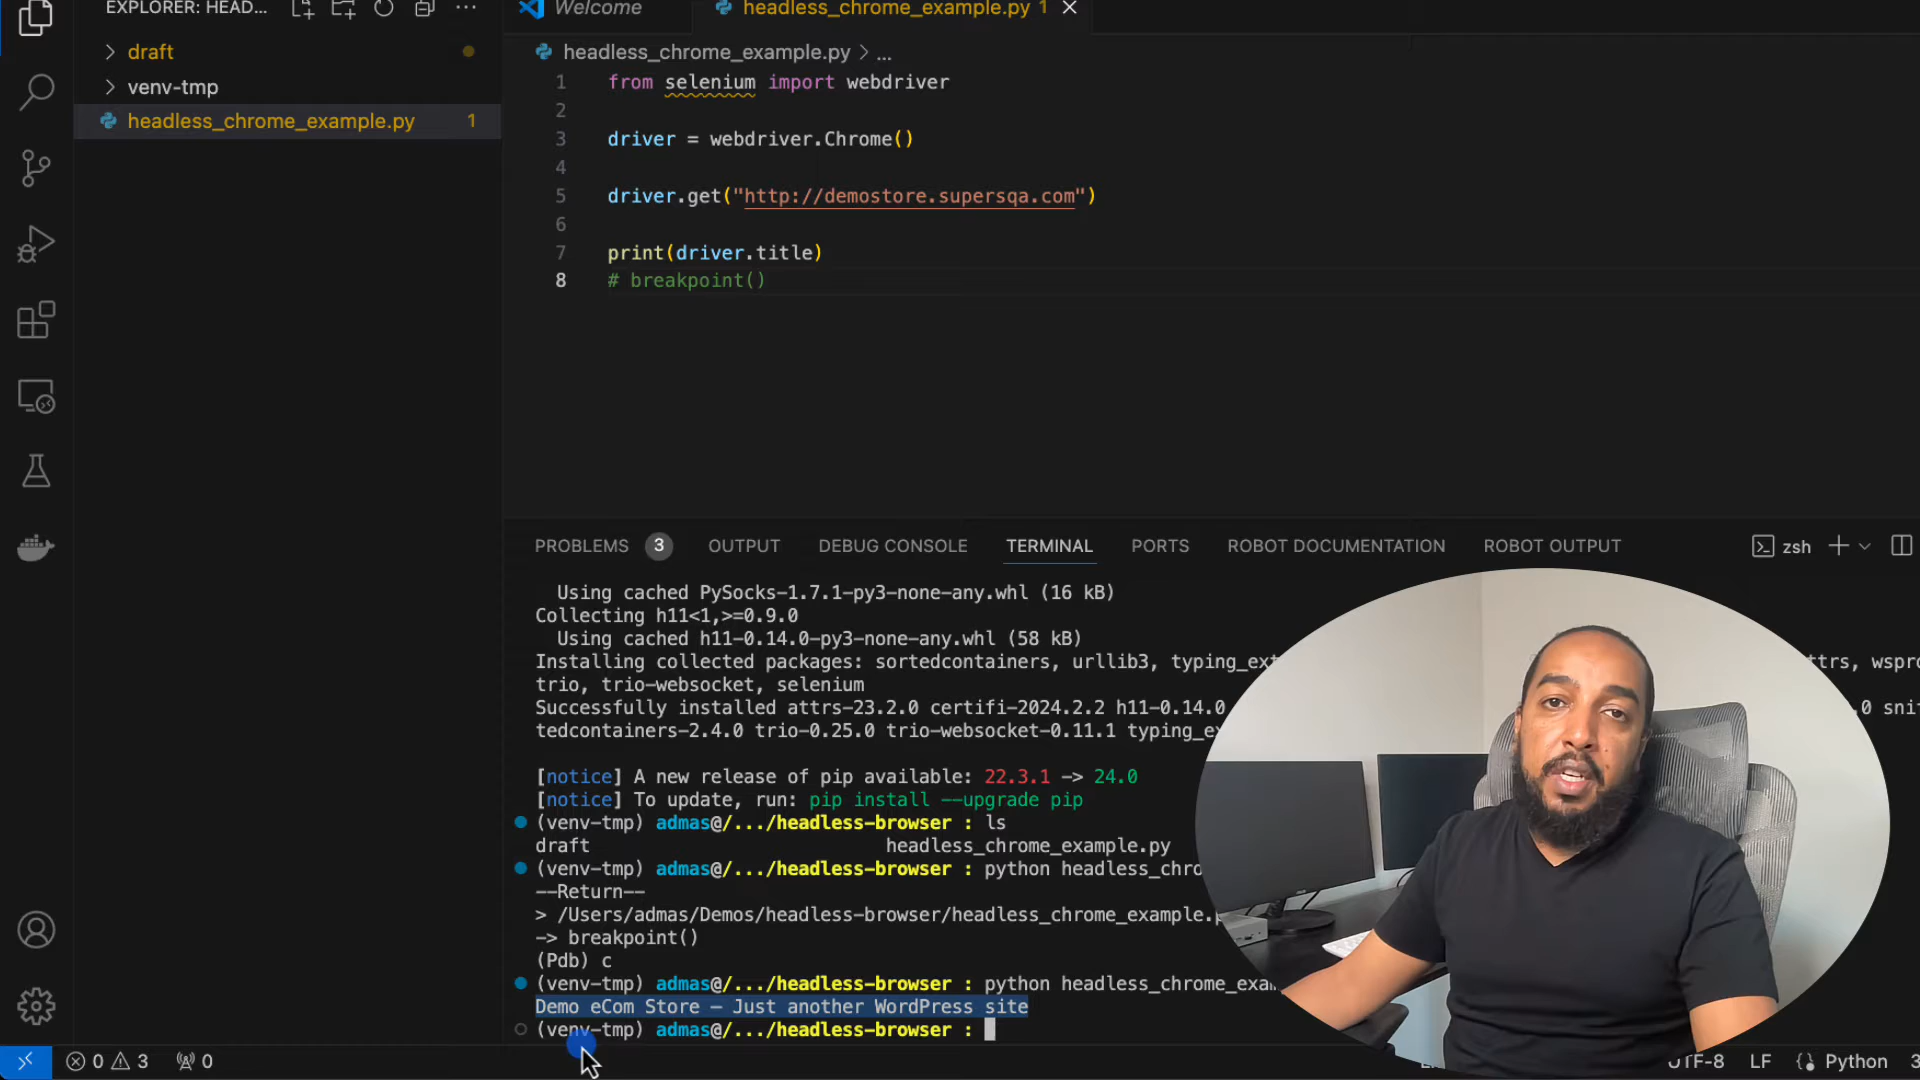 EXPLORER: HEAD...
draft
venv-tmp
headless_chrome_example.py 1
Welcome
headless_chrome_example.py 1
headless_chrome_example.py > ...
1 from selenium import webdriver
2
3 driver = webdriver.Chrome()
4
5 driver.get("http://demostore.supersqa.com")
6
7 print(driver.title)
8 # breakpoint()
PROBLEMS 3 OUTPUT DEBUG CONSOLE TERMINAL PORTS ROBOT DOCUMENTATION ROBOT OUTPUT zsh
Using cached PySocks-1.7.1-py3-none-any.whl (16 kB)
Collecting h11<1,>=0.9.0
Using cached h11-0.14.0-py3-none-any.whl (58 kB)
Installing collected packages: sortedcontainers, urllib3, typing_ext ttrs, wspro
trio, trio-websocket, selenium
Successfully installed attrs-23.2.0 certifi-2024.2.2 h11-0.14.0 .0 snif
tedcontainers-2.4.0 trio-0.25.0 trio-websocket-0.11.1 typing_ex
[notice] A new release of pip available: 22.3.1 -> 24.0
[notice] To update, run: pip install --upgrade pip
(venv-tmp) admas@/.../headless-browser : ls
draft headless_chrome_example.py
(venv-tmp) admas@/.../headless-browser : python headless_chro
--Return--
> /Users/admas/Demos/headless-browser/headless_chrome_example.p
-> breakpoint()
(Pdb) c
(venv-tmp) admas@/.../headless-browser : python headless_chrome_exam
Demo eCom Store – Just another WordPress site
(venv-tmp) admas@/.../headless-browser :
0 3 0 UTF-8 LF Python 3